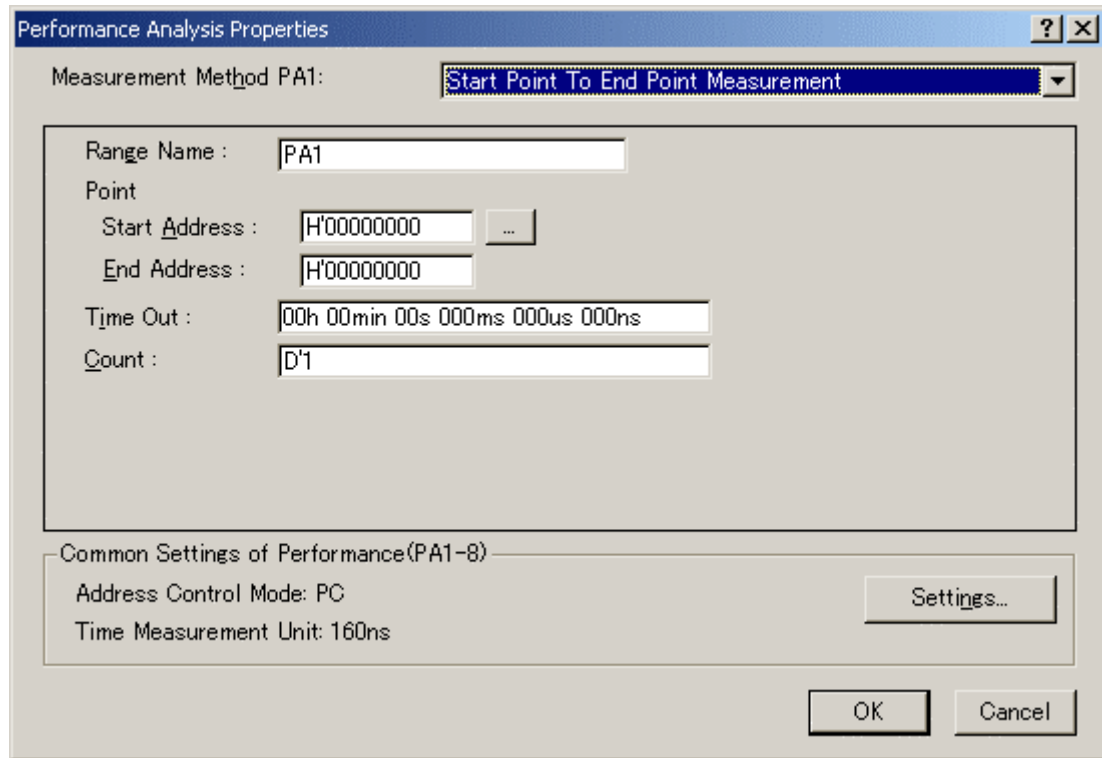 Performance Analysis Properties
Measurement Method PA1: Start Point To End Point Measurement
Range Name : PA1
Point
Start Address : H'00000000 ...
End Address : H'00000000
Time Out : 00h 00min 00s 000ms 000us 000ns
Count : D'1
Common Settings of Performance(PA1-8)
Address Control Mode: PC
Settings...
Time Measurement Unit: 160ns
OK Cancel